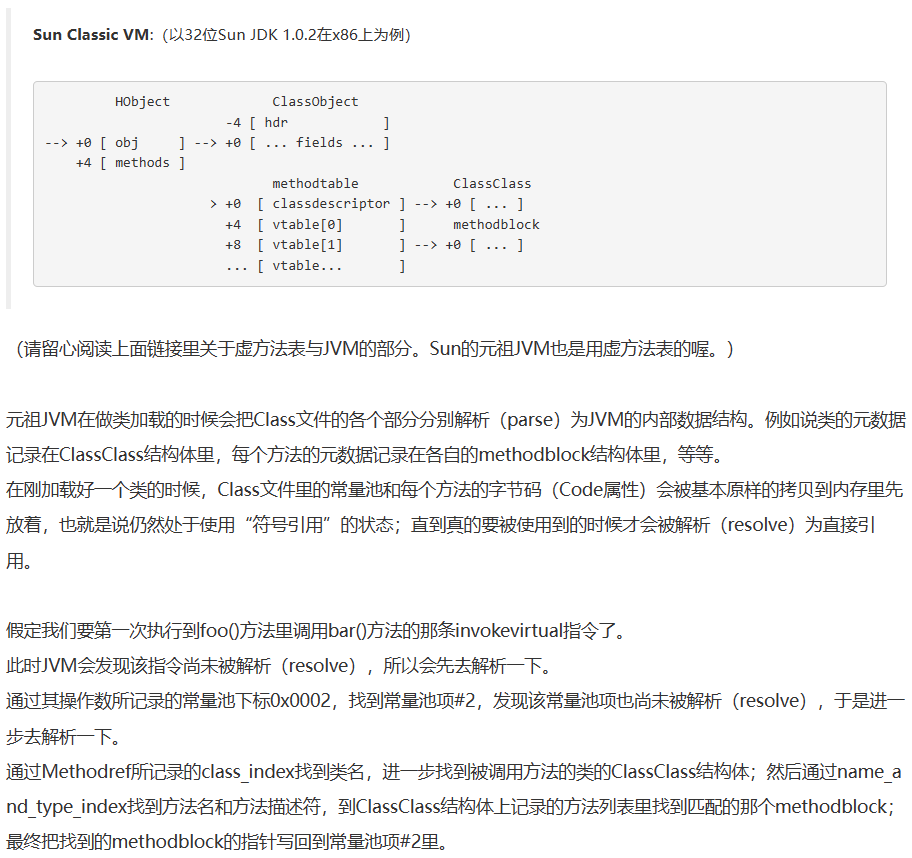 Sun Classic VM:（以32位Sun JDK 1.0.2在x86上为例）
HObject             ClassObject
-4 [ hdr            ]
--> +0 [ obj     ] --> +0 [ ... fields ... ]
+4 [ methods ]
methodtable            ClassClass
> +0  [ classdescriptor ] --> +0 [ ... ]
+4  [ vtable[0]       ]      methodblock
+8  [ vtable[1]       ] --> +0 [ ... ]
... [ vtable...       ]
（请留心阅读上面链接里关于虚方法表与JVM的部分。Sun的元祖JVM也是用虚方法表的喔。）
元祖JVM在做类加载的时候会把Class文件的各个部分分别解析（parse）为JVM的内部数据结构。例如说类的元数据
记录在ClassClass结构体里，每个方法的元数据记录在各自的methodblock结构体里，等等。
在刚加载好一个类的时候，Class文件里的常量池和每个方法的字节码（Code属性）会被基本原样的拷贝到内存里先
放着，也就是说仍然处于使用“符号引用”的状态；直到真的要被使用到的时候才会被解析（resolve）为直接引
用。
假定我们要第一次执行到foo()方法里调用bar()方法的那条invokevirtual指令了。
此时JVM会发现该指令尚未被解析（resolve），所以会先去解析一下。
通过其操作数所记录的常量池下标0x0002，找到常量池项#2，发现该常量池项也尚未被解析（resolve），于是进一
步去解析一下。
通过Methodref所记录的class_index找到类名，进一步找到被调用方法的类的ClassClass结构体；然后通过name_a
nd_type_index找到方法名和方法描述符，到ClassClass结构体上记录的方法列表里找到匹配的那个methodblock；
最终把找到的methodblock的指针写回到常量池项#2里。